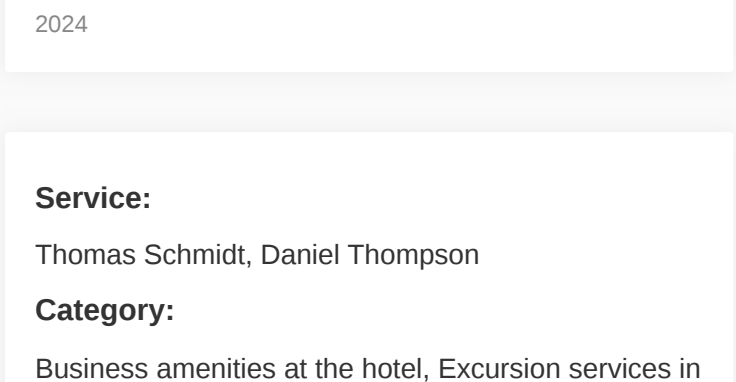 2024
Service:
Thomas Schmidt, Daniel Thompson
Category:
Business amenities at the hotel, Excursion services in